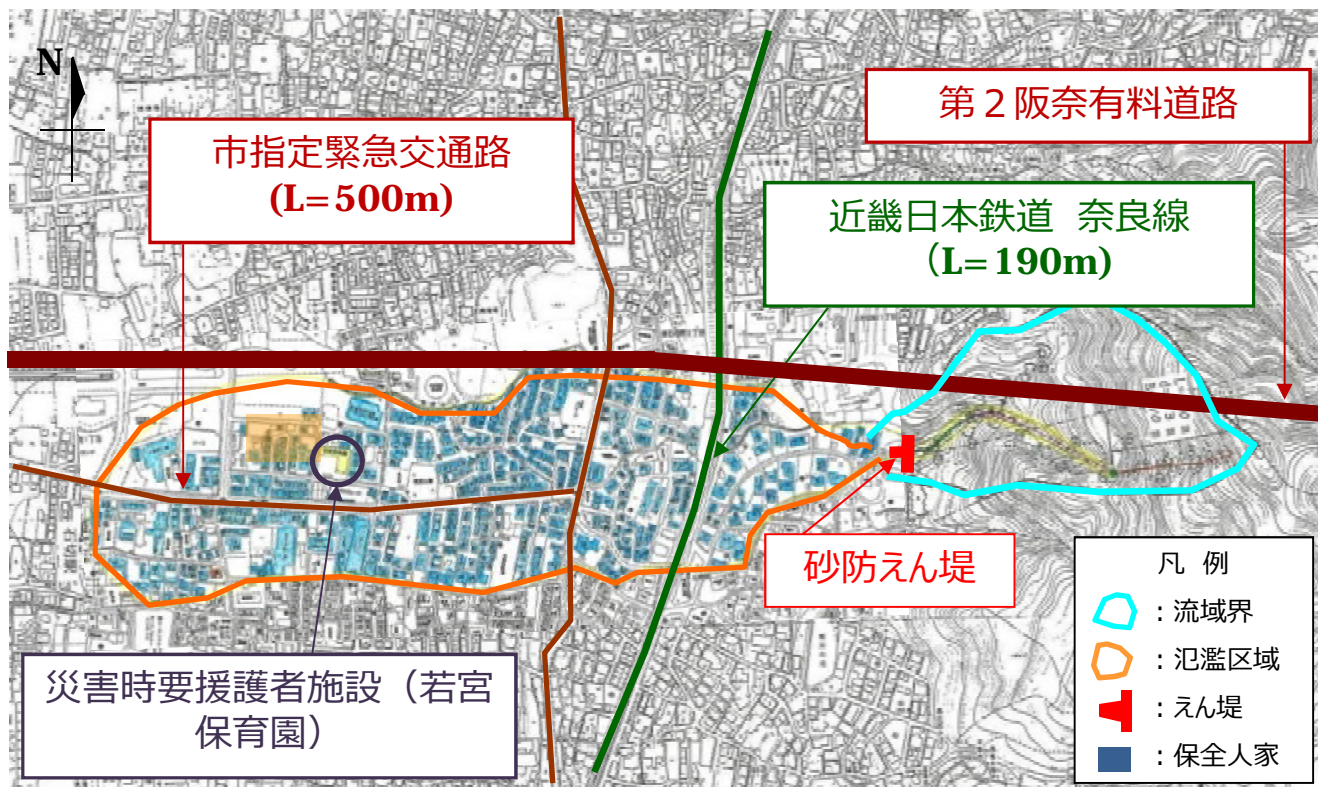 N
市指定緊急交通路
(L=500m)
第２阪奈有料道路
近畿日本鉄道 奈良線
（L=190m)
砂防えん堤
災害時要援護者施設（若宮
保育園）
凡 例
：流域界
：氾濫区域
：えん堤
：保全人家